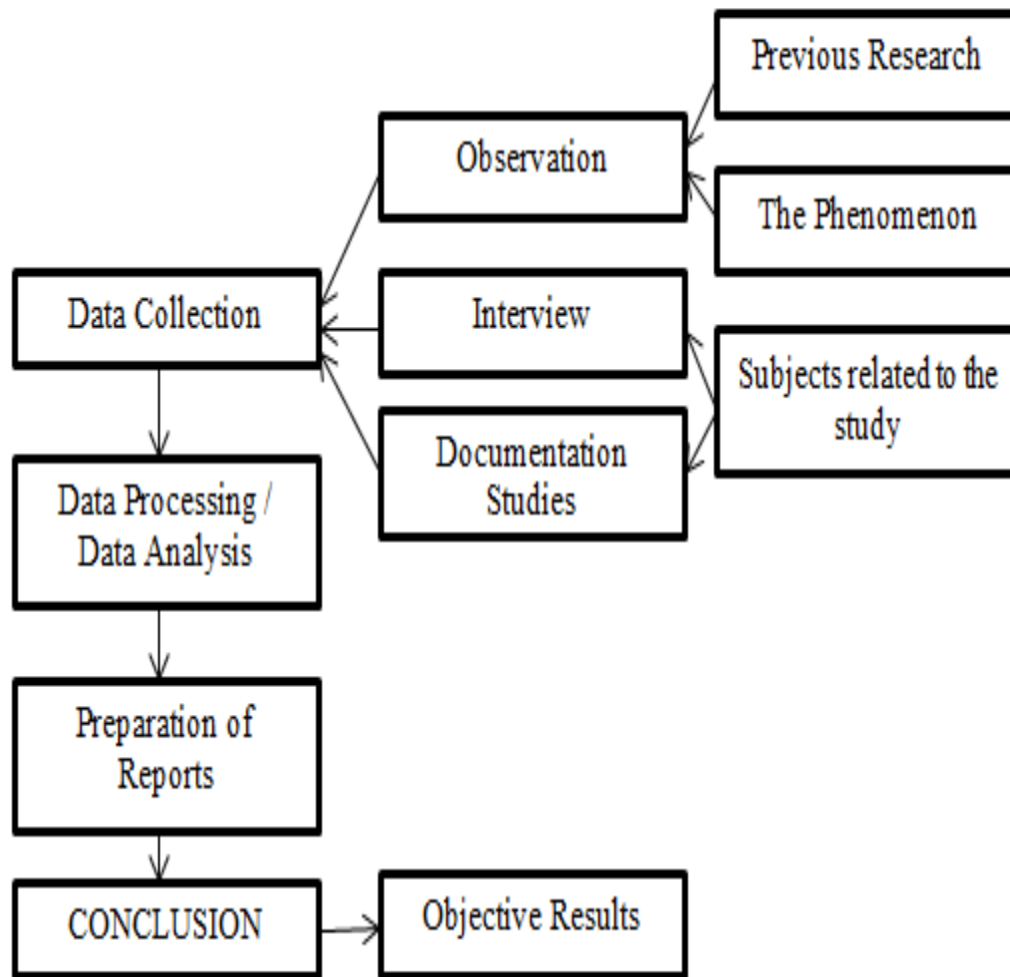 Previous Research
Observation
The Phenomenon
Data Collection
Interview
Subjects related to the
study
Documentation
Studies
Data Processing /
Data Analysis
Preparation of
Reports
CONCLUSION
Objective Results